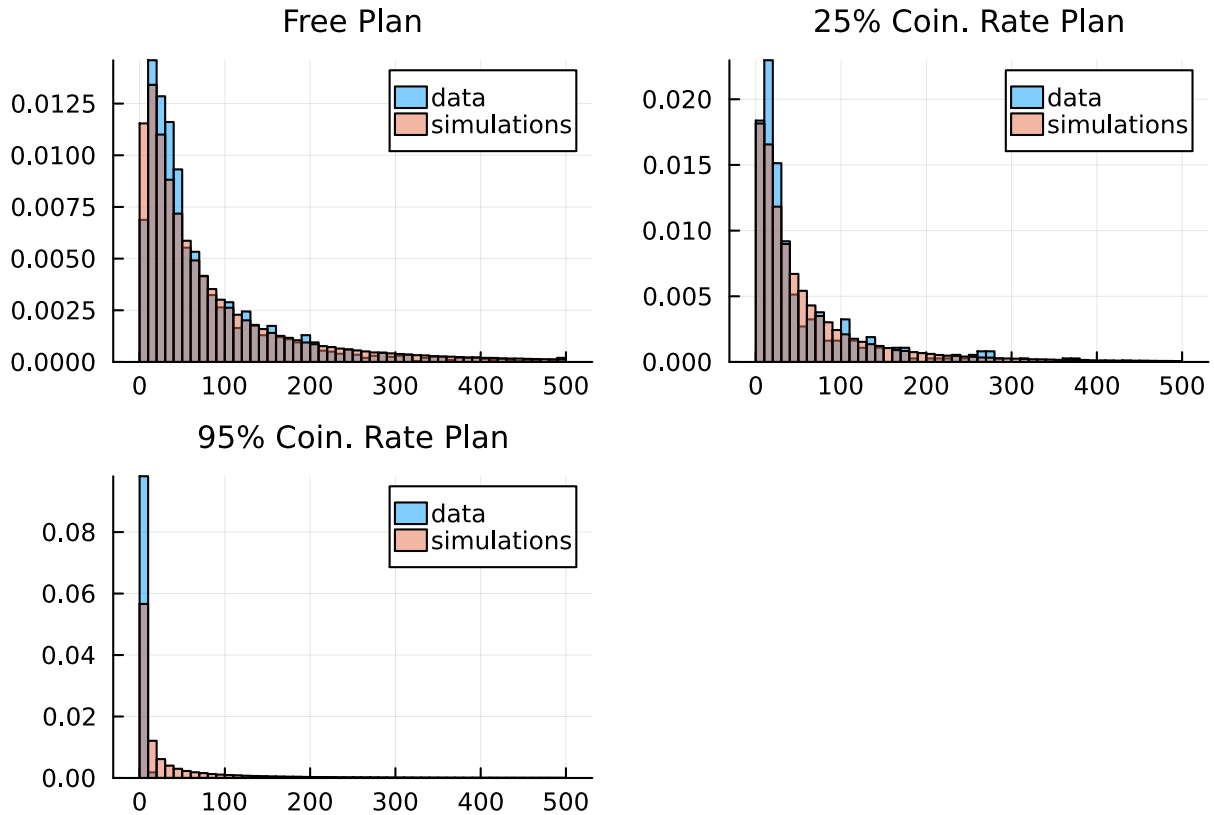 Free Plan
data
simulations
0.0125
0.0100
0.0075
0.0050
0.0025
0.0000
0 100 200 300 400 500
25% Coin. Rate Plan
data
simulations
0.020
0.015
0.010
0.005
0.000
0 100 200 300 400 500
95% Coin. Rate Plan
data
simulations
0.08
0.06
0.04
0.02
0.00
0 100 200 300 400 500